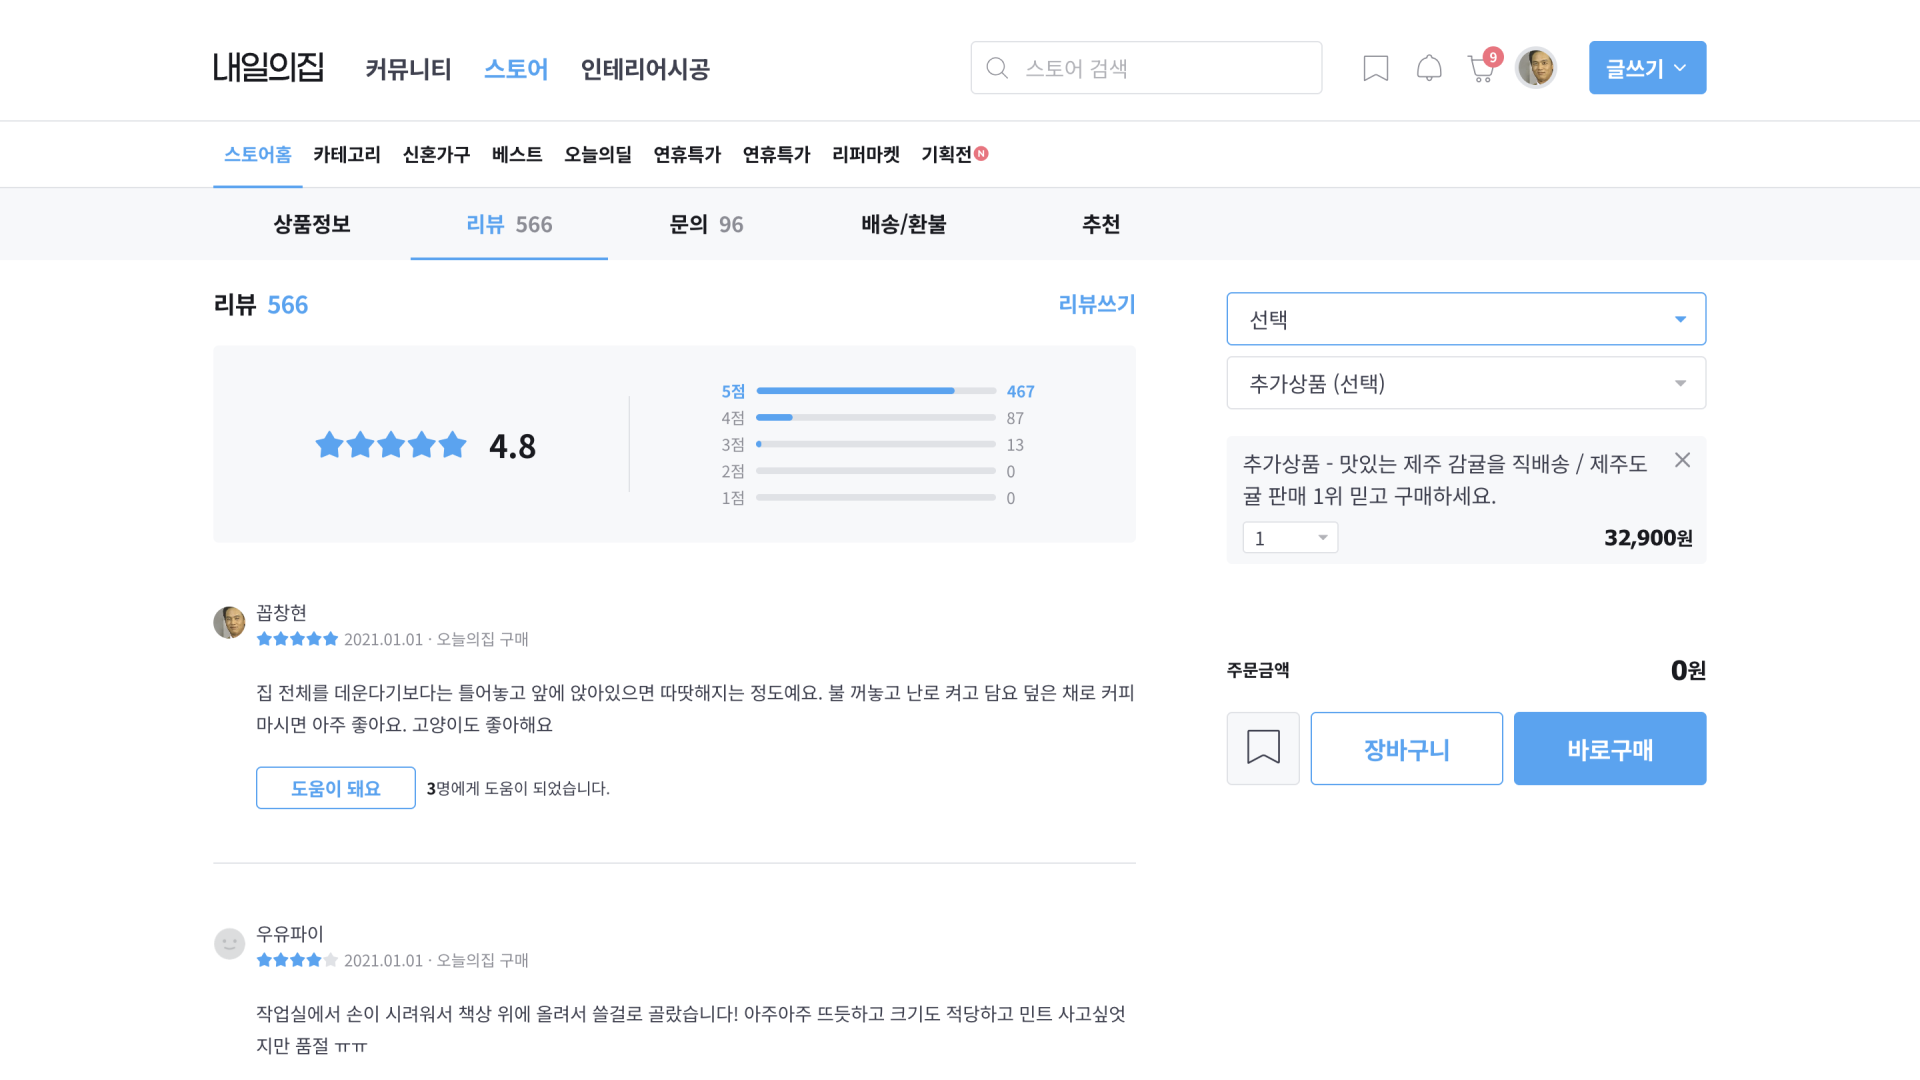 내일의집 커뮤니티 스토어 인테리어시공 스토어 검색 9 글쓰기
스토어홈 카테고리 신혼가구 베스트 오늘의딜 연휴특가 연휴특가 리퍼마켓 기획전 N
상품정보 리뷰 566 문의 96 배송/환불 추천
리뷰 566 리뷰쓰기
4.8
5점 467
4점 87
3점 13
2점 0
1점 0
꼽창현
2021.01.01 · 오늘의집 구매
집 전체를 데운다기보다는 틀어놓고 앞에 앉아있으면 따땃해지는 정도예요. 불 꺼놓고 난로 켜고 담요 덮은 채로 커피
마시면 아주 좋아요. 고양이도 좋아해요
도움이 돼요 3명에게 도움이 되었습니다.
우유파이
2021.01.01 · 오늘의집 구매
작업실에서 손이 시려워서 책상 위에 올려서 쓸걸로 골랐습니다! 아주아주 뜨듯하고 크기도 적당하고 민트 사고싶엇
지만 품절 ㅠㅠ
선택
추가상품 (선택)
추가상품 - 맛있는 제주 감귤을 직배송 / 제주도
귤 판매 1위 믿고 구매하세요.
1 32,900원
주문금액 0원
장바구니 바로구매